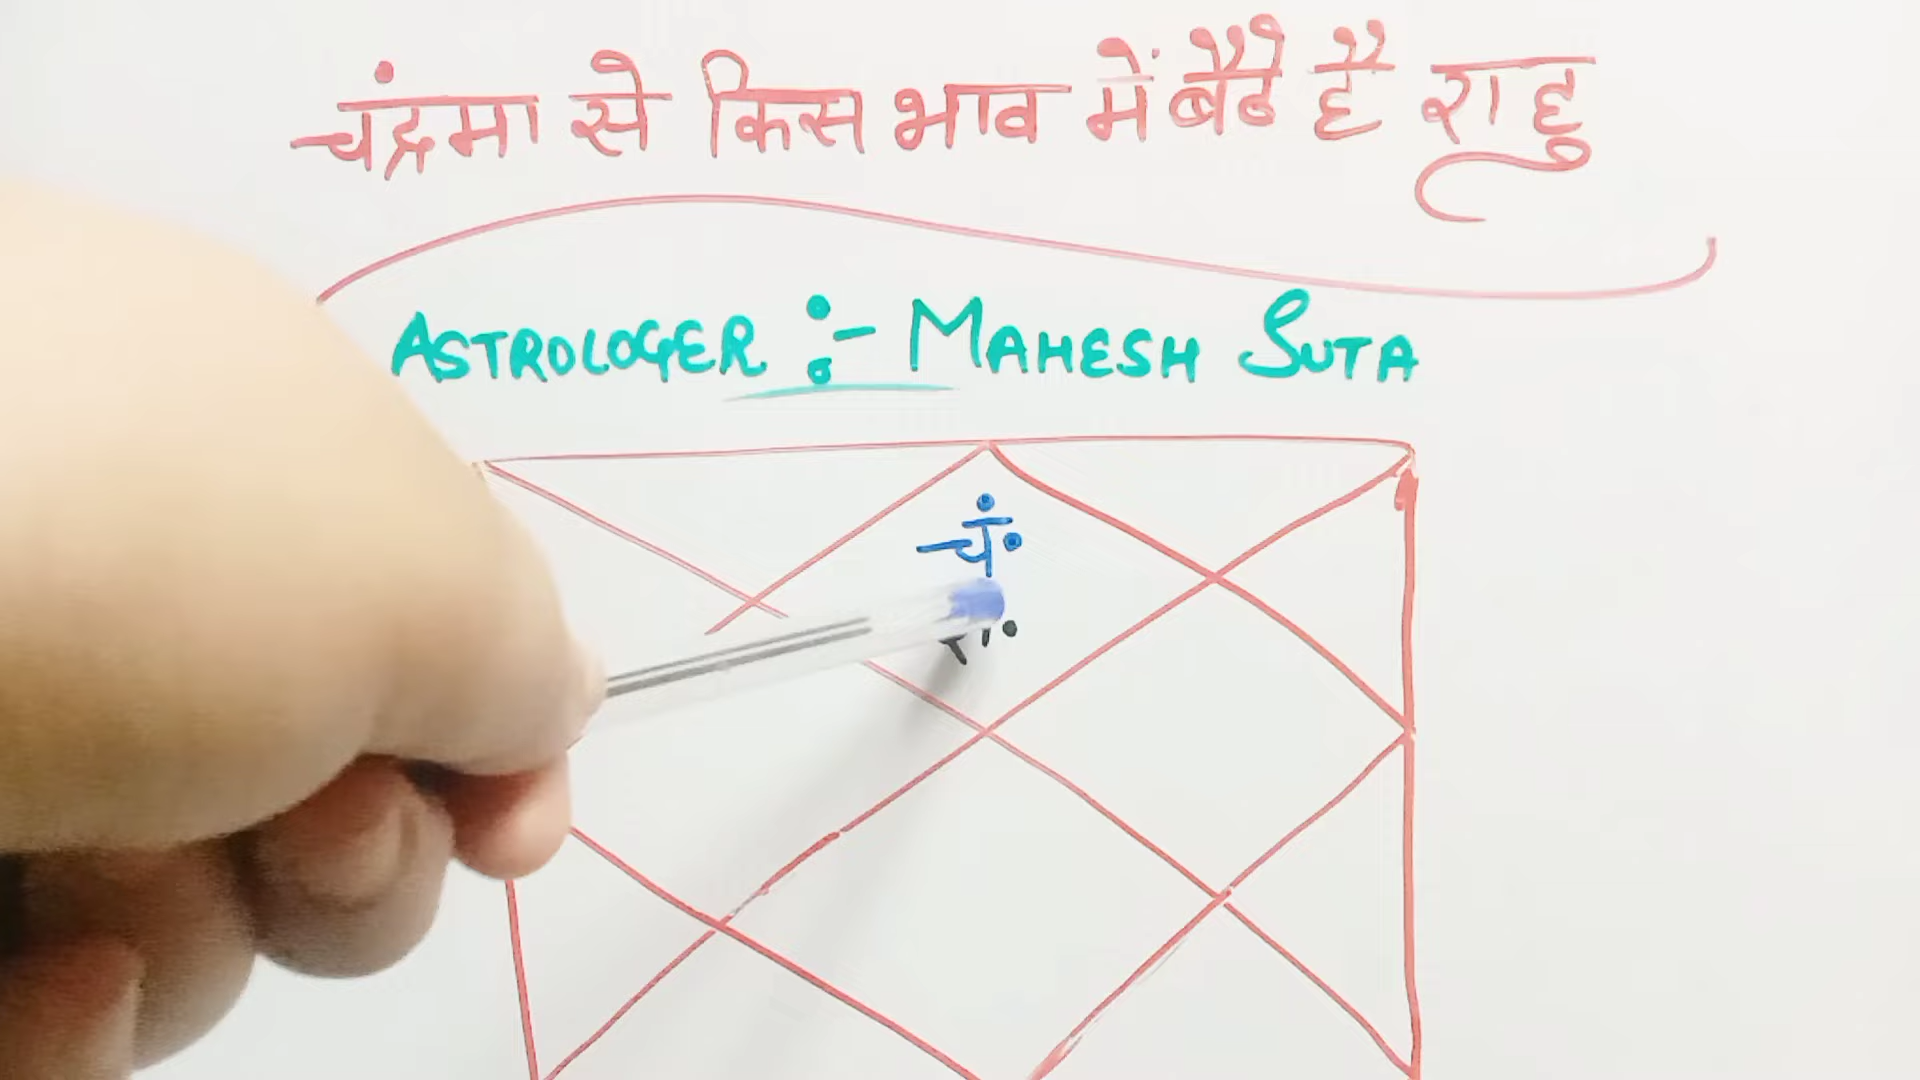 चंद्रमा से किस भाव में बैठे है राहु
ASTROLOGER :- MAHESH SUTA
चं.